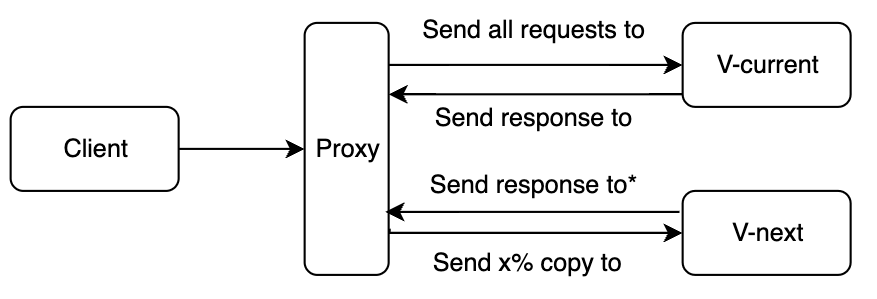 Send all requests to
V-current
Send response to
Client
Proxy
Send response to*
V-next
Send x% copy to